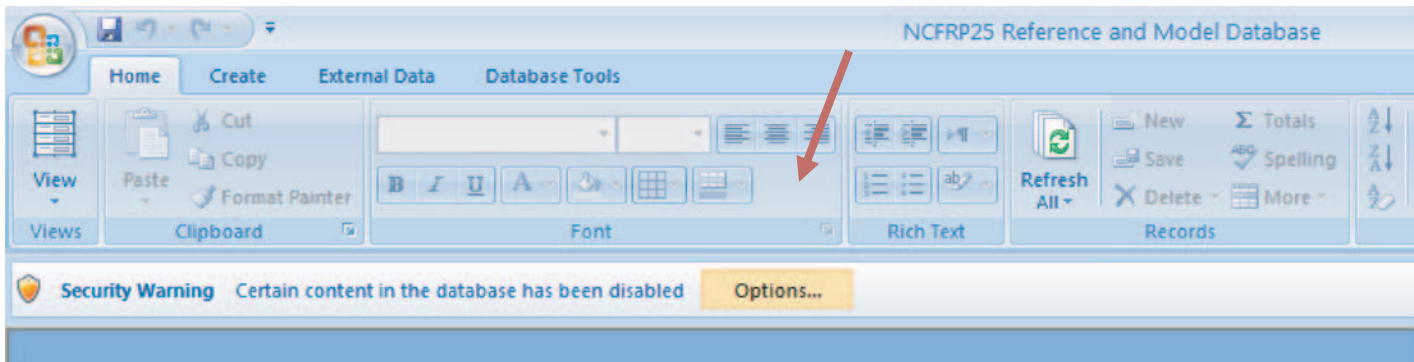 NCFRP25 Reference and Model Database
Home Create External Data Database Tools
Cut
Copy
Format Painter
View
Paste
B I U A
ab
Refresh All
New
Save
Delete
Σ Totals
ABC Spelling
More
A Z
Z A
A Z
Views Clipboard Font Rich Text Records
Security Warning Certain content in the database has been disabled Options...